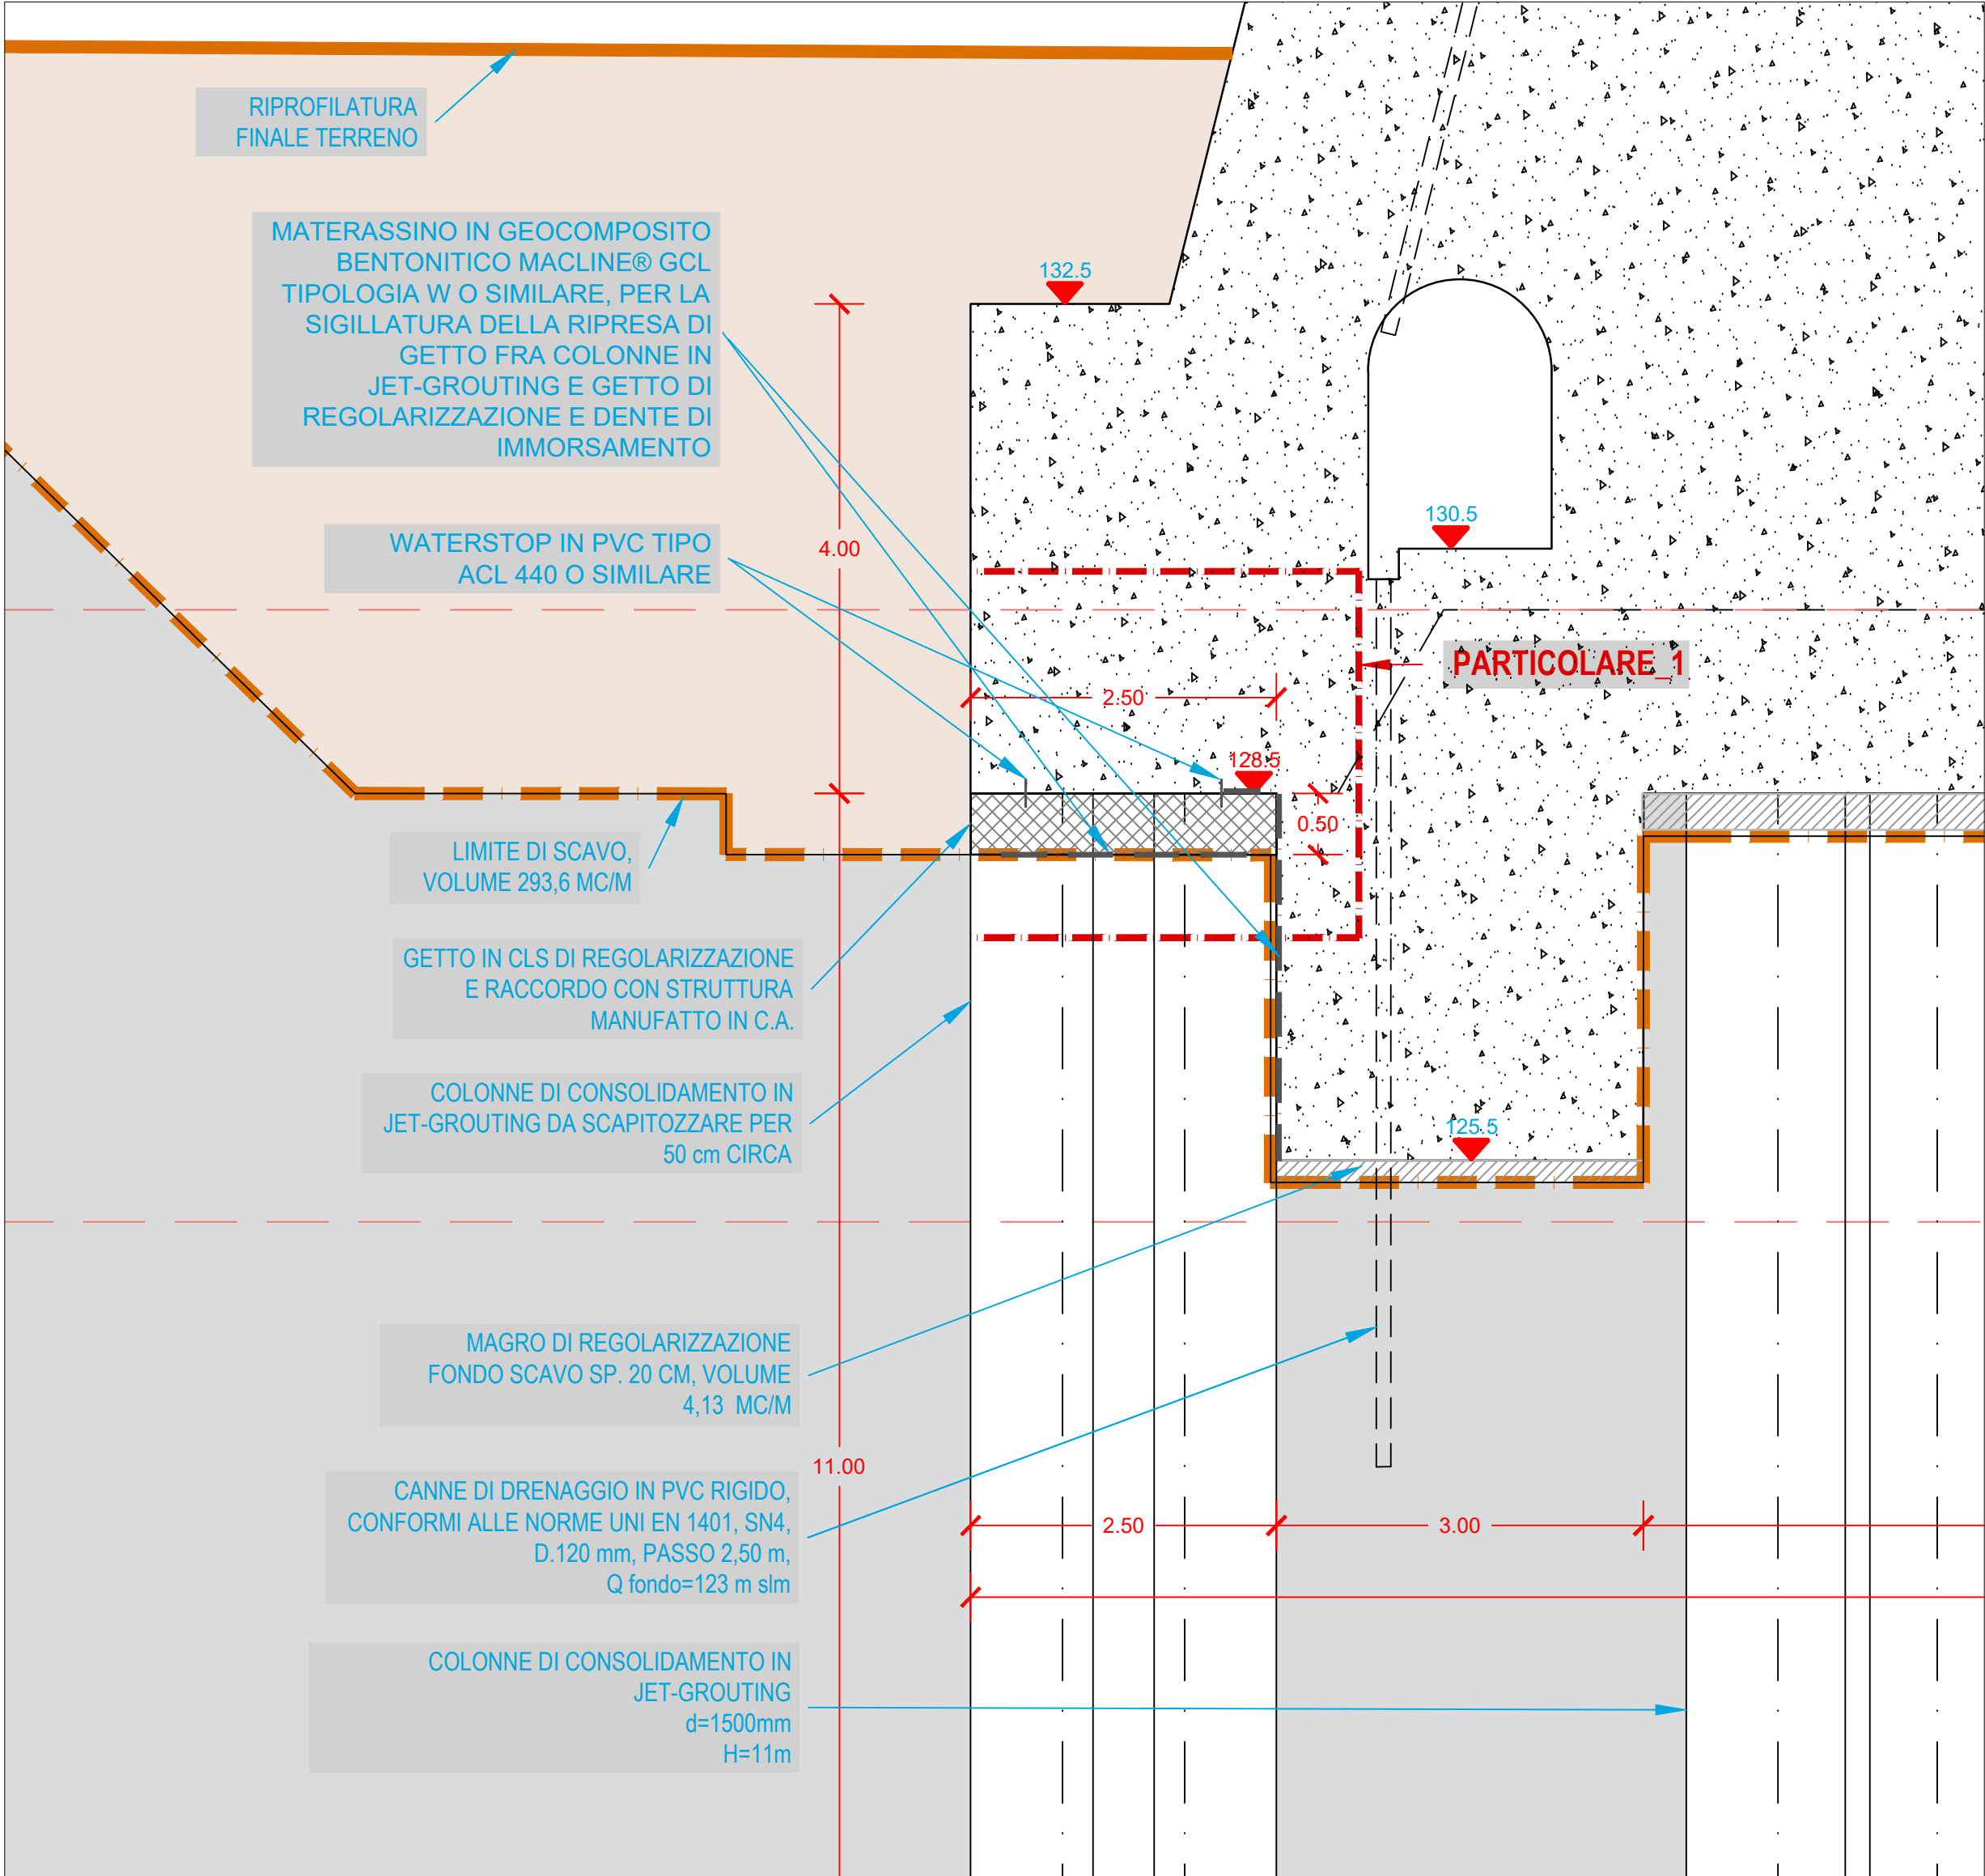 RIPROFILATURA
FINALE TERRENO
MATERASSINO IN GEOCOMPOSITO
BENTONITICO MACLINE® GCL
TIPOLOGIA W O SIMILARE, PER LA
SIGILLATURA DELLA RIPRESA DI
GETTO FRA COLONNE IN
JET-GROUTING E GETTO DI
REGOLARIZZAZIONE E DENTE DI
IMMORSAMENTO
132.5
4.00
130.5
WATERSTOP IN PVC TIPO
ACL 440 O SIMILARE
PARTICOLARE_1
2.50
128.5
0.50
LIMITE DI SCAVO,
VOLUME 293,6 MC/M
GETTO IN CLS DI REGOLARIZZAZIONE
E RACCORDO CON STRUTTURA
MANUFATTO IN C.A.
COLONNE DI CONSOLIDAMENTO IN
JET-GROUTING DA SCAPITOZZARE PER
50 cm CIRCA
125.5
MAGRO DI REGOLARIZZAZIONE
FONDO SCAVO SP. 20 CM, VOLUME
4,13 MC/M
11.00
CANNE DI DRENAGGIO IN PVC RIGIDO,
CONFORMI ALLE NORME UNI EN 1401, SN4,
D.120 mm, PASSO 2,50 m,
Q fondo=123 m slm
2.50
3.00
COLONNE DI CONSOLIDAMENTO IN
JET-GROUTING
d=1500mm
H=11m